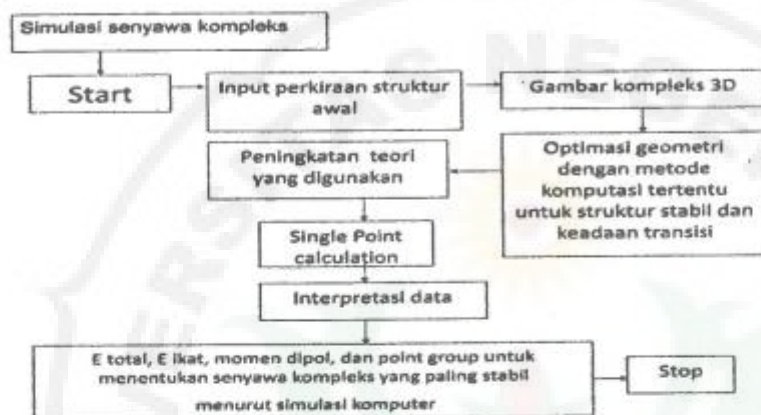 Simulasi senyawa kompleks
Start
Input perkiraan struktur
awal
Gambar kompleks 3D
Optimasi geometri
dengan metode
komputasi tertentu
untuk struktur stabil dan
keadaan transisi
Peningkatan teori
yang digunakan
Single Point
calculation
Interpretasi data
E total, E ikat, momen dipol, dan point group untuk
menentukan senyawa kompleks yang paling stabil
menurut simulasi komputer
Stop